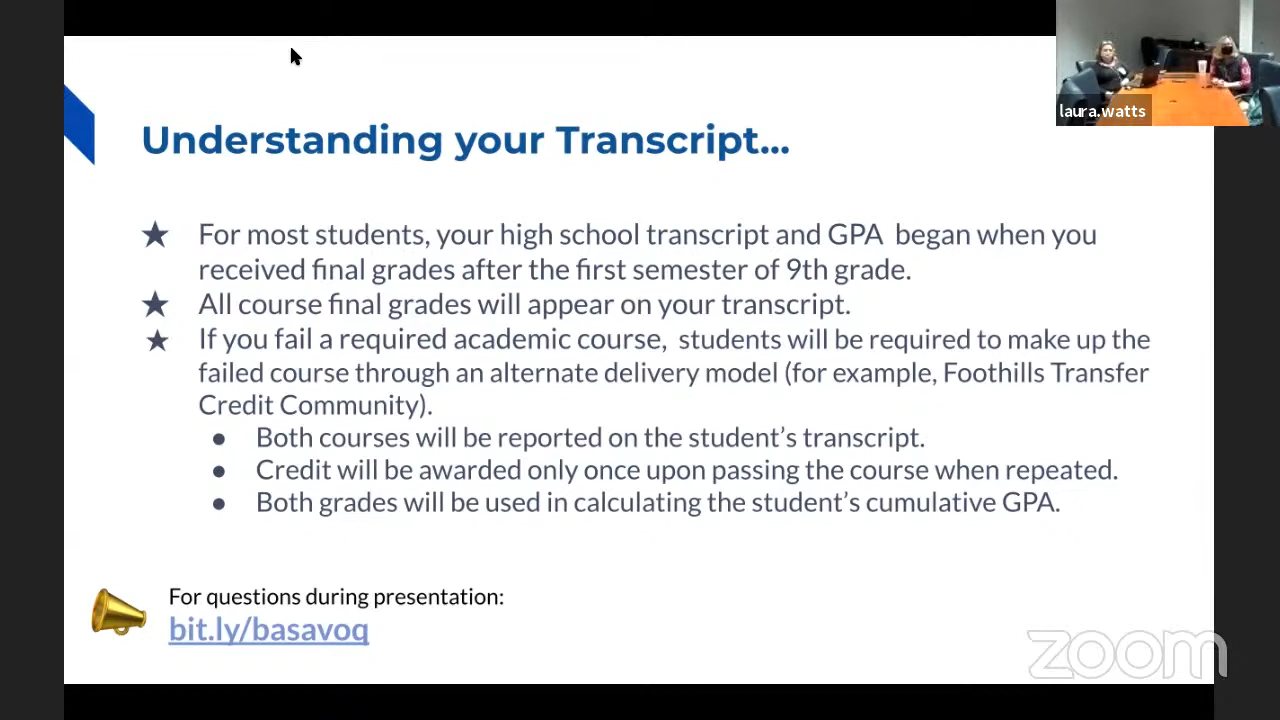 laura.watts
Understanding your Transcript...
★ For most students, your high school transcript and GPA began when you
received final grades after the first semester of 9th grade.
★ All course final grades will appear on your transcript.
★ If you fail a required academic course, students will be required to make up the
failed course through an alternate delivery model (for example, Foothills Transfer
Credit Community).
● Both courses will be reported on the student's transcript.
● Credit will be awarded only once upon passing the course when repeated.
● Both grades will be used in calculating the student's cumulative GPA.
For questions during presentation:
bit.ly/basavoq
zoom